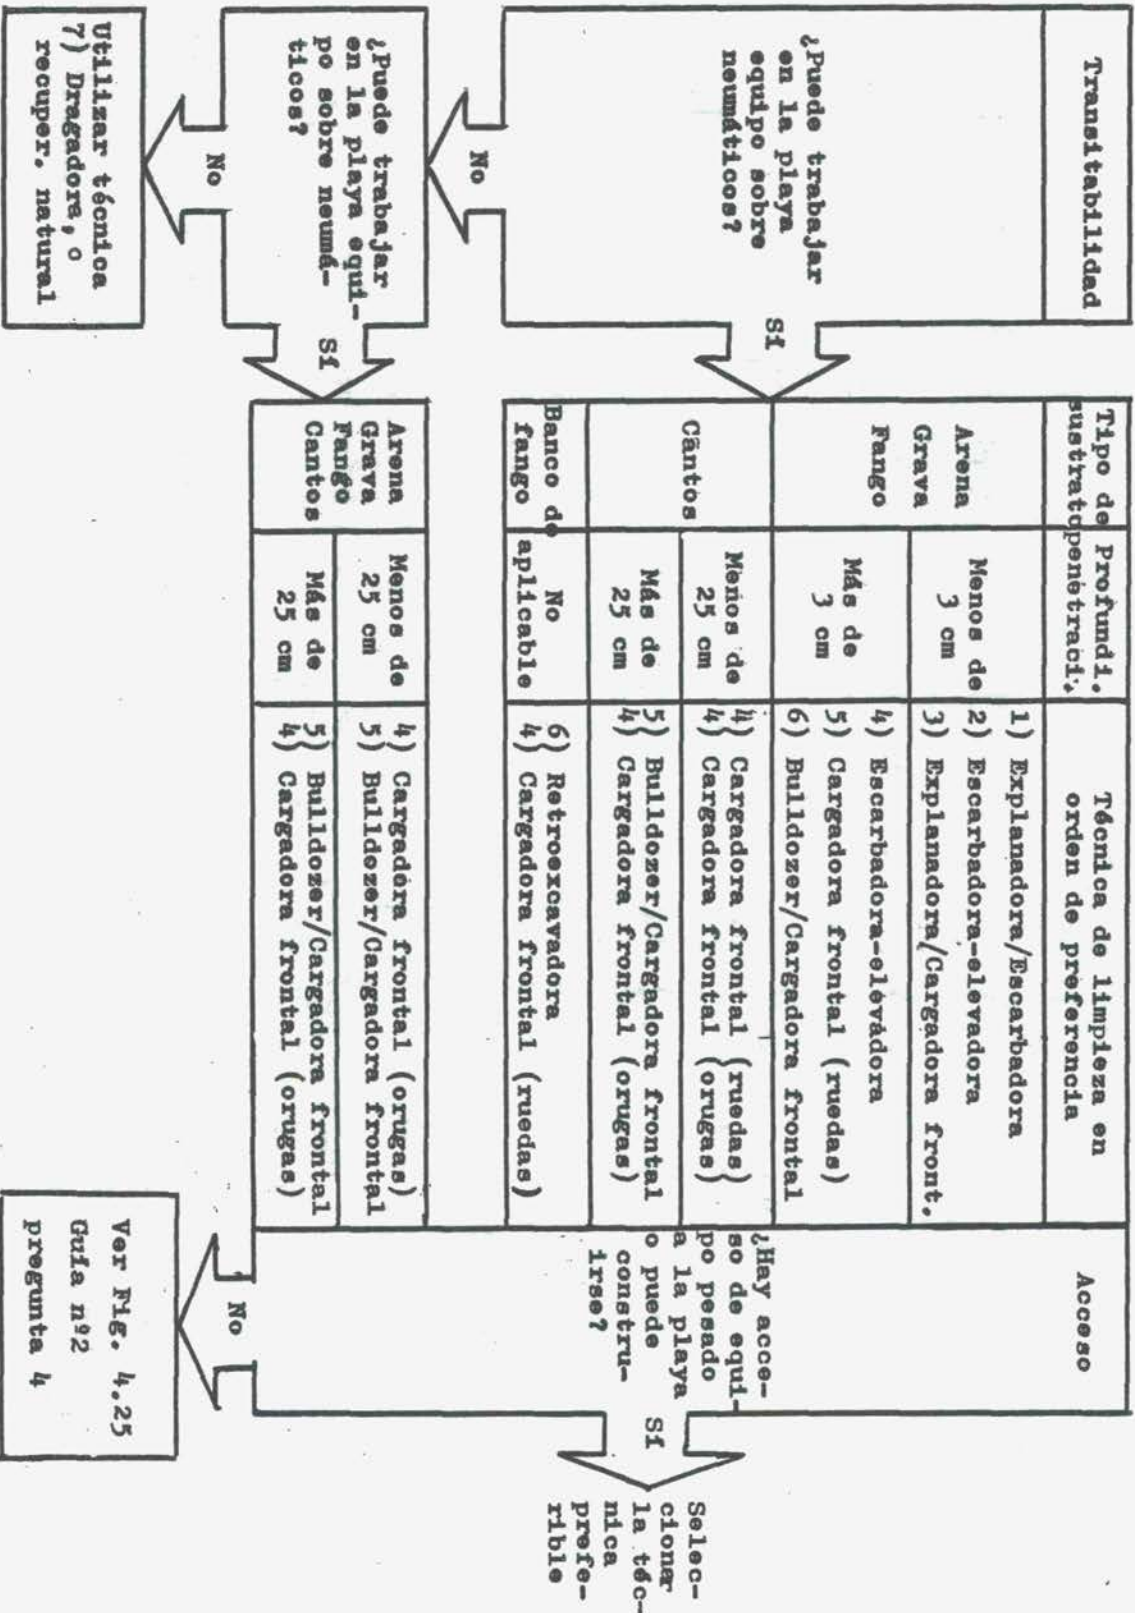 Transitabilidad
¿Puede trabajar
en la playa
equipo sobre
neumáticos?
Sí
No
¿Puede trabajar
en la playa equi-
po sobre neumá-
ticos?
Sí
No
Utilizar técnica
7) Dragadora, o
recuper. natural
Tipo de
sustrato
Profundi.
penetraci.
Técnica de limpieza en
orden de preferencia
Arena
Grava
Fango
Menos de
3 cm
1) Explanadora/Escarbadora
2) Escarbadora-elevadora
3) Explanadora/Cargadora front.
Más de
3 cm
4) Escarbadora-elevádora
5) Cargadora frontal (ruedas)
6) Bulldozer/Cargadora frontal
Cantos
Menos de
25 cm
4) Cargadora frontal (ruedas)
4) Cargadora frontal (orugas)
Más de
25 cm
5) Bulldozer/Cargadora frontal
4) Cargadora frontal (orugas)
Banco de
fango
No
aplicable
6) Retroexcavadora
4) Cargadora frontal (ruedas)
Arena
Grava
Fango
Cantos
Menos de
25 cm
4) Cargadora frontal (orugas)
5) Bulldozer/Cargadora frontal
Más de
25 cm
5) Bulldozer/Cargadora frontal
4) Cargadora frontal (orugas)
Acceso
¿Hay acce-
so de equi-
po pesado
a la playa
o puede
constru-
irse?
Sí
Selec-
cionar
la téc-
nica
prefe-
rible
No
Ver Fig. 4.25
Guía nº2
pregunta 4